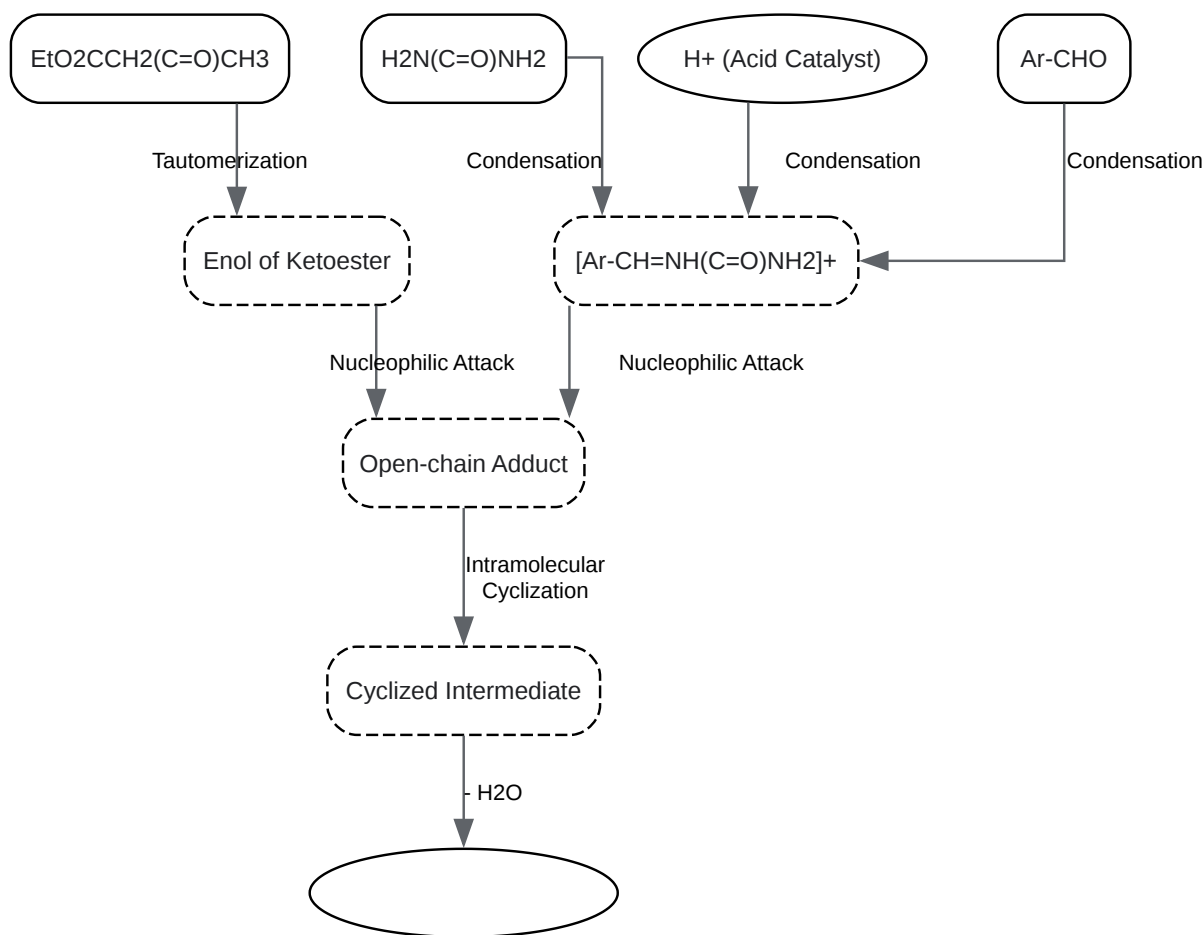 EtO2CCH2(C=O)CH3
H2N(C=O)NH2
H+ (Acid Catalyst)
Ar-CHO
Tautomerization
Condensation
Condensation
Condensation
Enol of Ketoester
[Ar-CH=NH(C=O)NH2]+
Nucleophilic Attack
Nucleophilic Attack
Open-chain Adduct
Intramolecular
Cyclization
Cyclized Intermediate
- H2O